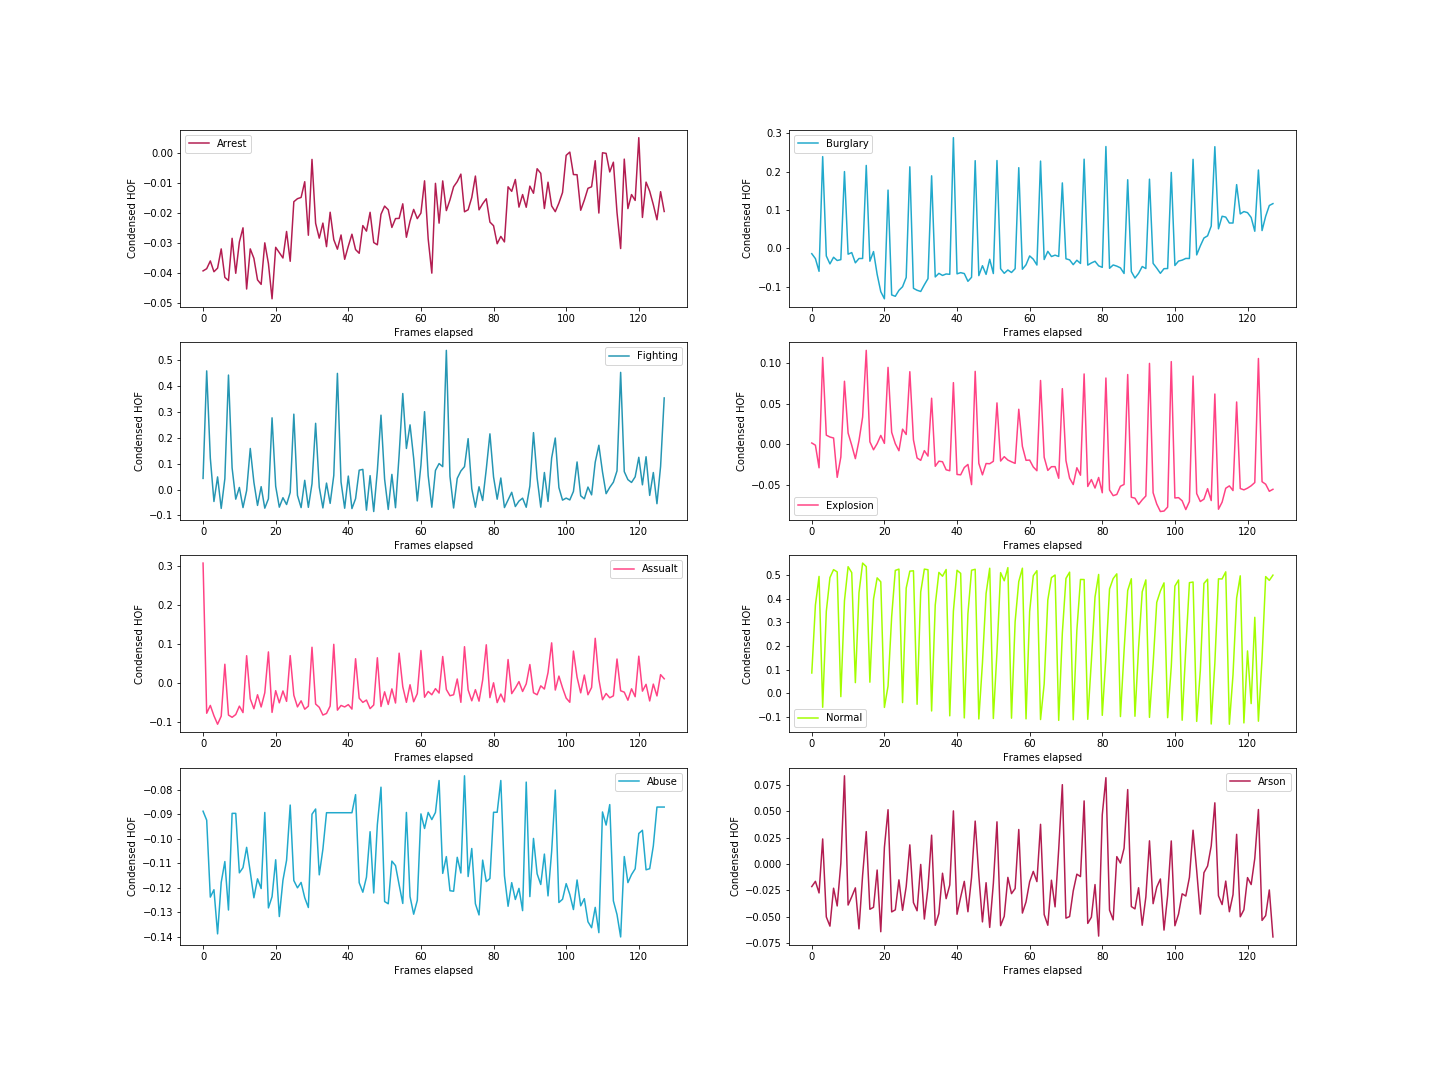 Arrest
Condensed HOF
0.00
−0.01
−0.02
−0.03
−0.04
−0.05
0 20 40 60 80 100 120
Frames elapsed
Burglary
Condensed HOF
0.3
0.2
0.1
0.0
−0.1
0 20 40 60 80 100 120
Frames elapsed
Fighting
Condensed HOF
0.5
0.4
0.3
0.2
0.1
0.0
−0.1
0 20 40 60 80 100 120
Frames elapsed
Explosion
Condensed HOF
0.10
0.05
0.00
−0.05
0 20 40 60 80 100 120
Frames elapsed
Assualt
Condensed HOF
0.3
0.2
0.1
0.0
−0.1
0 20 40 60 80 100 120
Frames elapsed
Normal
Condensed HOF
0.5
0.4
0.3
0.2
0.1
0.0
−0.1
0 20 40 60 80 100 120
Frames elapsed
Abuse
Condensed HOF
−0.08
−0.09
−0.10
−0.11
−0.12
−0.13
−0.14
0 20 40 60 80 100 120
Frames elapsed
Arson
Condensed HOF
0.075
0.050
0.025
0.000
−0.025
−0.050
−0.075
0 20 40 60 80 100 120
Frames elapsed